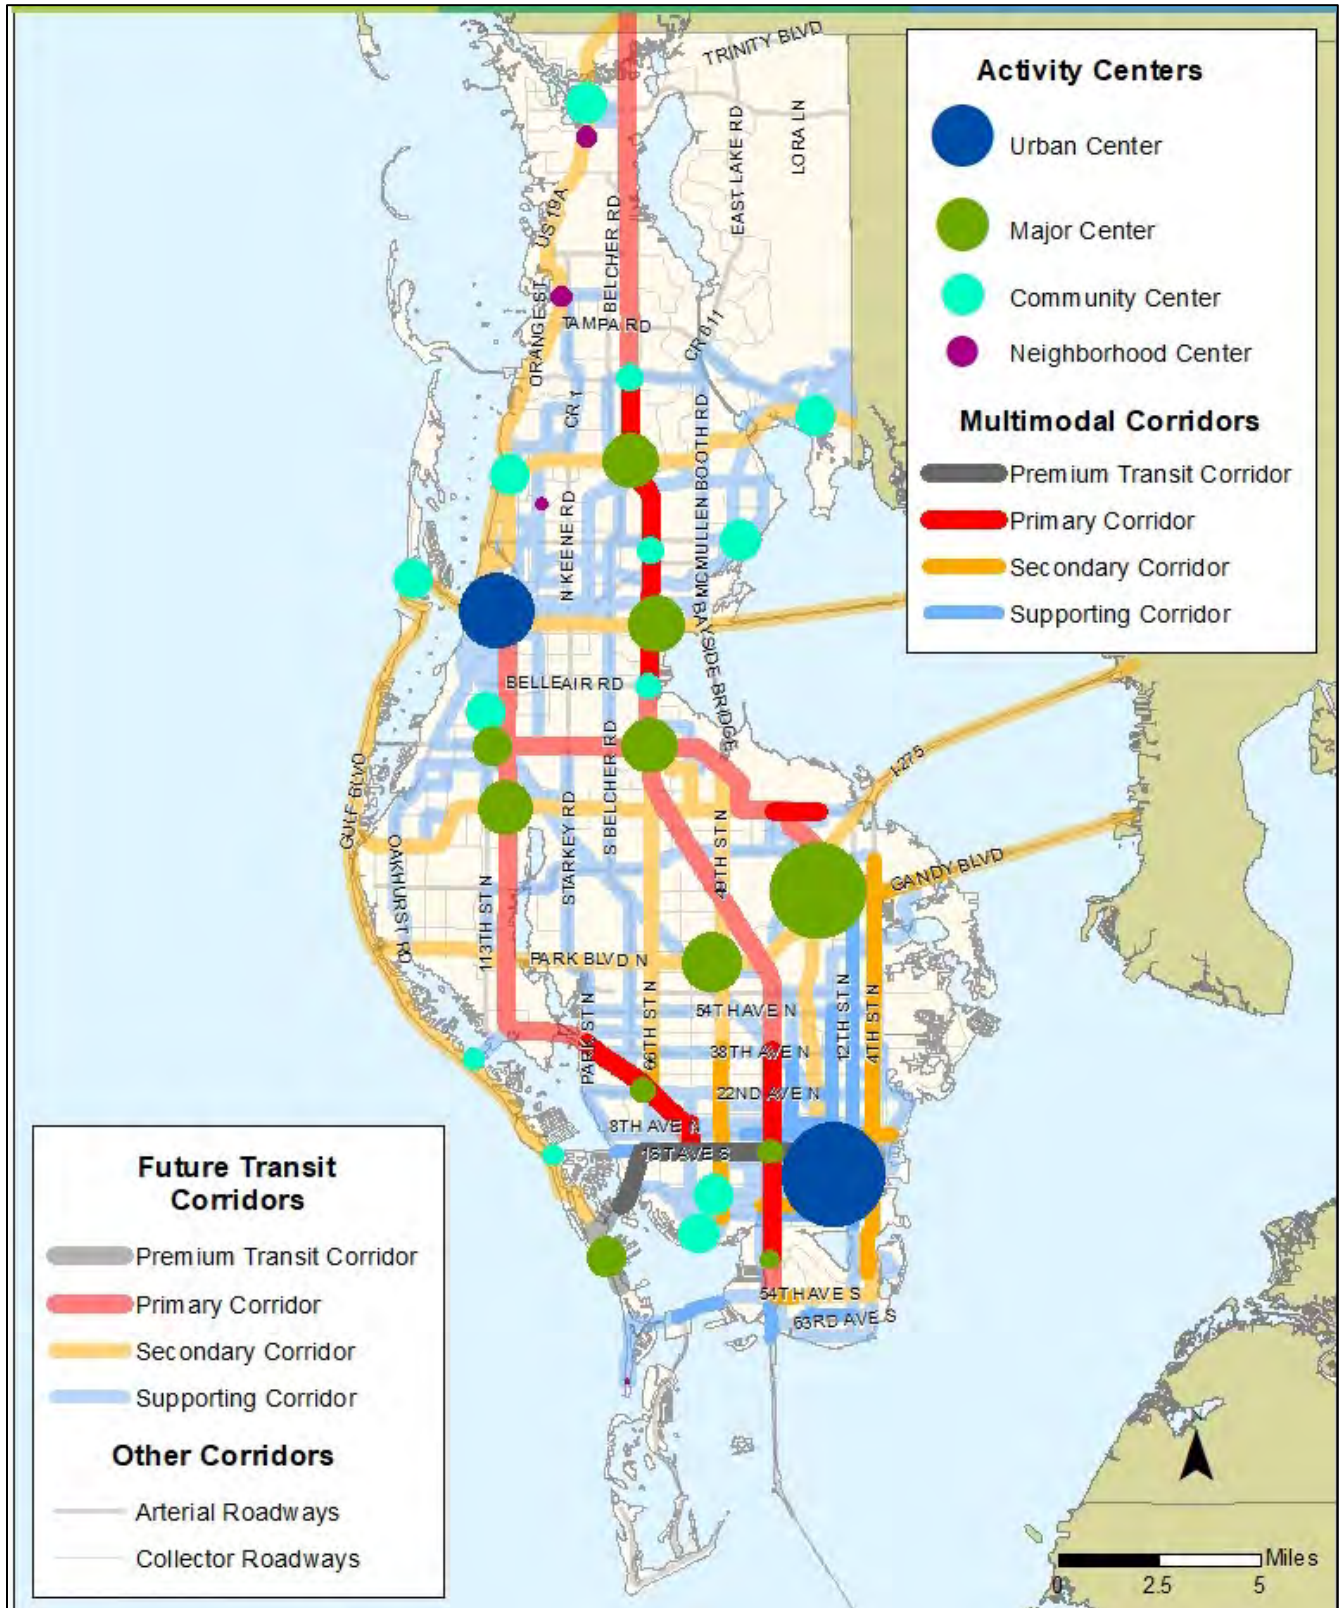 TRINITY BLVD
EAST LAKE RD
LORA LN
US 19A
BELCHER RD
ORANGE ST
TAMPA RD
CR 611
CR 1
MCMULLEN BOOTH RD
N KEENE RD
BAYSIDE BRIDGE
BELLEAIR RD
S BELCHER RD
GULF BLVD
I-275
STARKEY RD
49TH ST N
OAKHURST RD
GANDY BLVD
113TH ST N
PARK BLVD N
54TH AVE N
PARK ST N
66TH ST N
38TH AVE N
12TH ST N
4TH ST N
22ND AVE N
8TH AVE N
1ST AVE S
54TH AVE S
63RD AVE S
Activity Centers
Urban Center
Major Center
Community Center
Neighborhood Center
Multimodal Corridors
Premium Transit Corridor
Primary Corridor
Secondary Corridor
Supporting Corridor
Future Transit
Corridors
Premium Transit Corridor
Primary Corridor
Secondary Corridor
Supporting Corridor
Other Corridors
Arterial Roadways
Collector Roadways
N
Miles
0 2.5 5